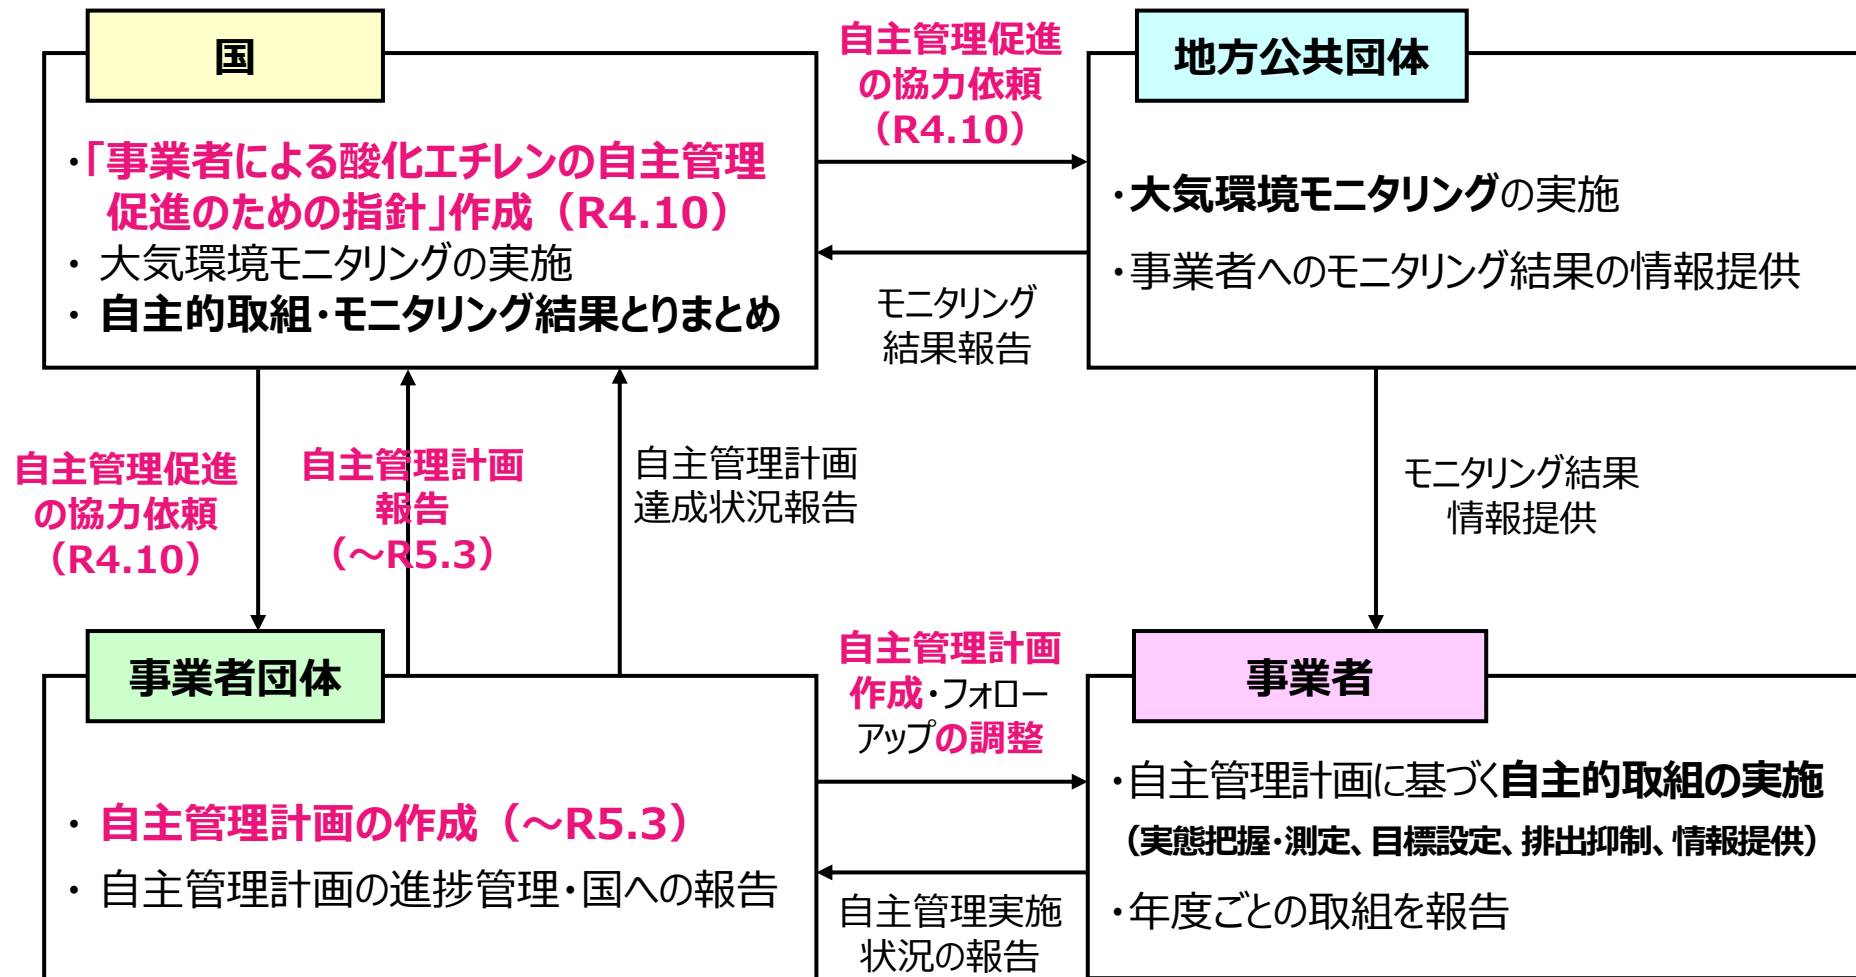 国
・「事業者による酸化エチレンの自主管理
促進のための指針」作成（R4.10）
・ 大気環境モニタリングの実施
・ 自主的取組・モニタリング結果とりまとめ
自主管理促進
の協力依頼
（R4.10）
モニタリング
結果報告
地方公共団体
・大気環境モニタリングの実施
・事業者へのモニタリング結果の情報提供
自主管理促進
の協力依頼
（R4.10）
自主管理計画
報告
（～R5.3）
自主管理計画
達成状況報告
モニタリング結果
情報提供
事業者団体
・ 自主管理計画の作成（～R5.3）
・ 自主管理計画の進捗管理・国への報告
自主管理計画
作成・フォロー
アップの調整
自主管理実施
状況の報告
事業者
・自主管理計画に基づく自主的取組の実施
（実態把握・測定、目標設定、排出抑制、情報提供）
・年度ごとの取組を報告